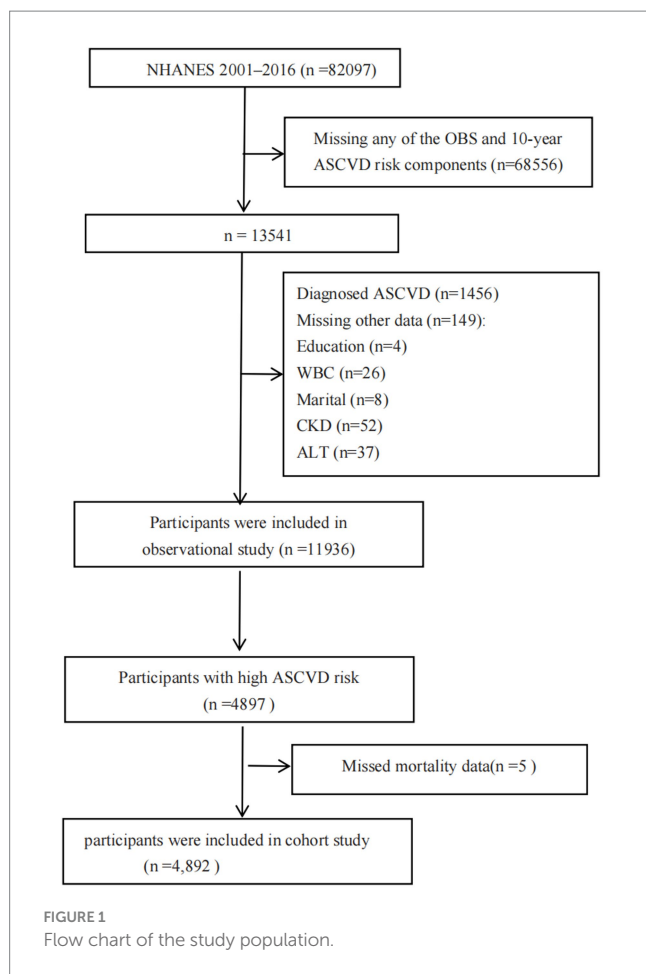 NHANES 2001–2016 (n =82097)
Missing any of the OBS and 10-year
ASCVD risk components (n=68556)
n = 13541
Diagnosed ASCVD (n=1456)
Missing other data (n=149):
Education (n=4)
WBC (n=26)
Marital (n=8)
CKD (n=52)
ALT (n=37)
Participants were included in
observational study (n =11936)
Participants with high ASCVD risk
(n =4897 )
Missed mortality data(n =5 )
participants were included in cohort study
(n =4,892 )
FIGURE 1
Flow chart of the study population.